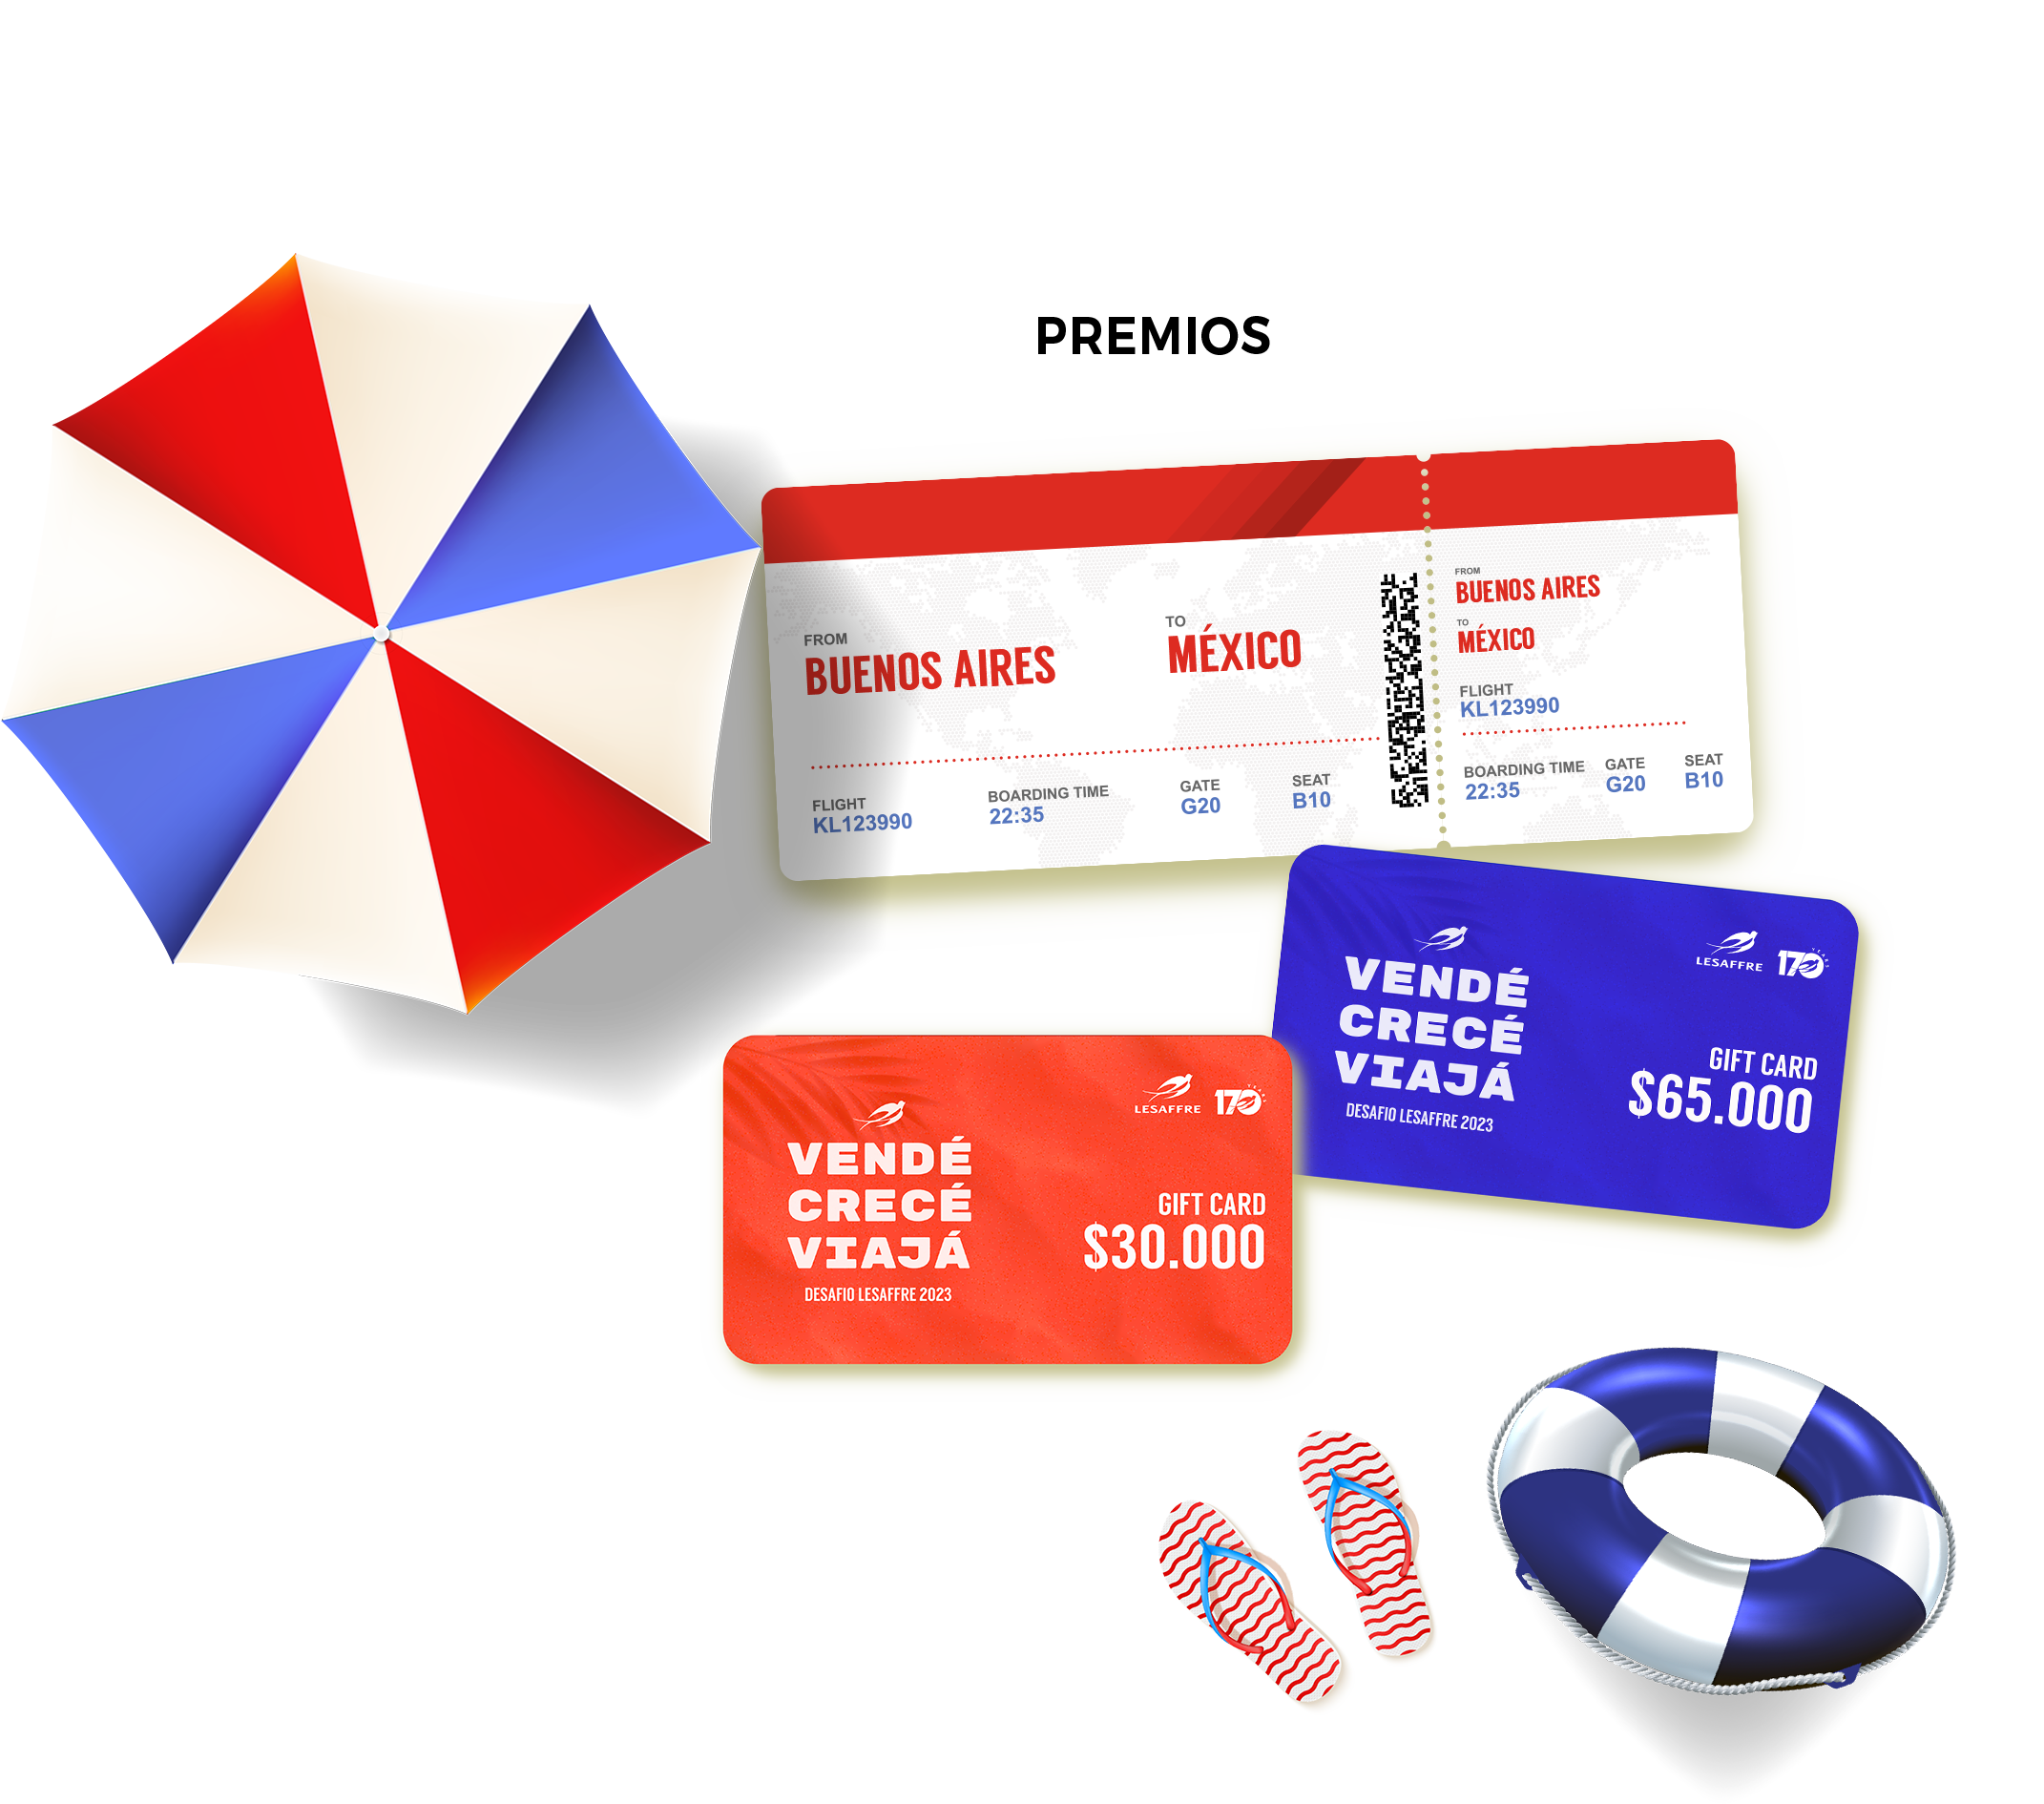 PREMIOS
FROM
BUENOS AIRES
TO
MÉXICO
FLIGHT
KL123990
BOARDING TIME
22:35
GATE
G20
SEAT
B10
FROM
BUENOS AIRES
TO
MÉXICO
FLIGHT
KL123990
BOARDING TIME
22:35
GATE
G20
SEAT
B10
VENDÉ
CRECÉ
VIAJÁ
DESAFIO LESAFFRE 2023
LESAFFRE
170
YEARS
GIFT CARD
$65.000
VENDÉ
CRECÉ
VIAJÁ
DESAFIO LESAFFRE 2023
LESAFFRE
170
YEARS
GIFT CARD
$30.000